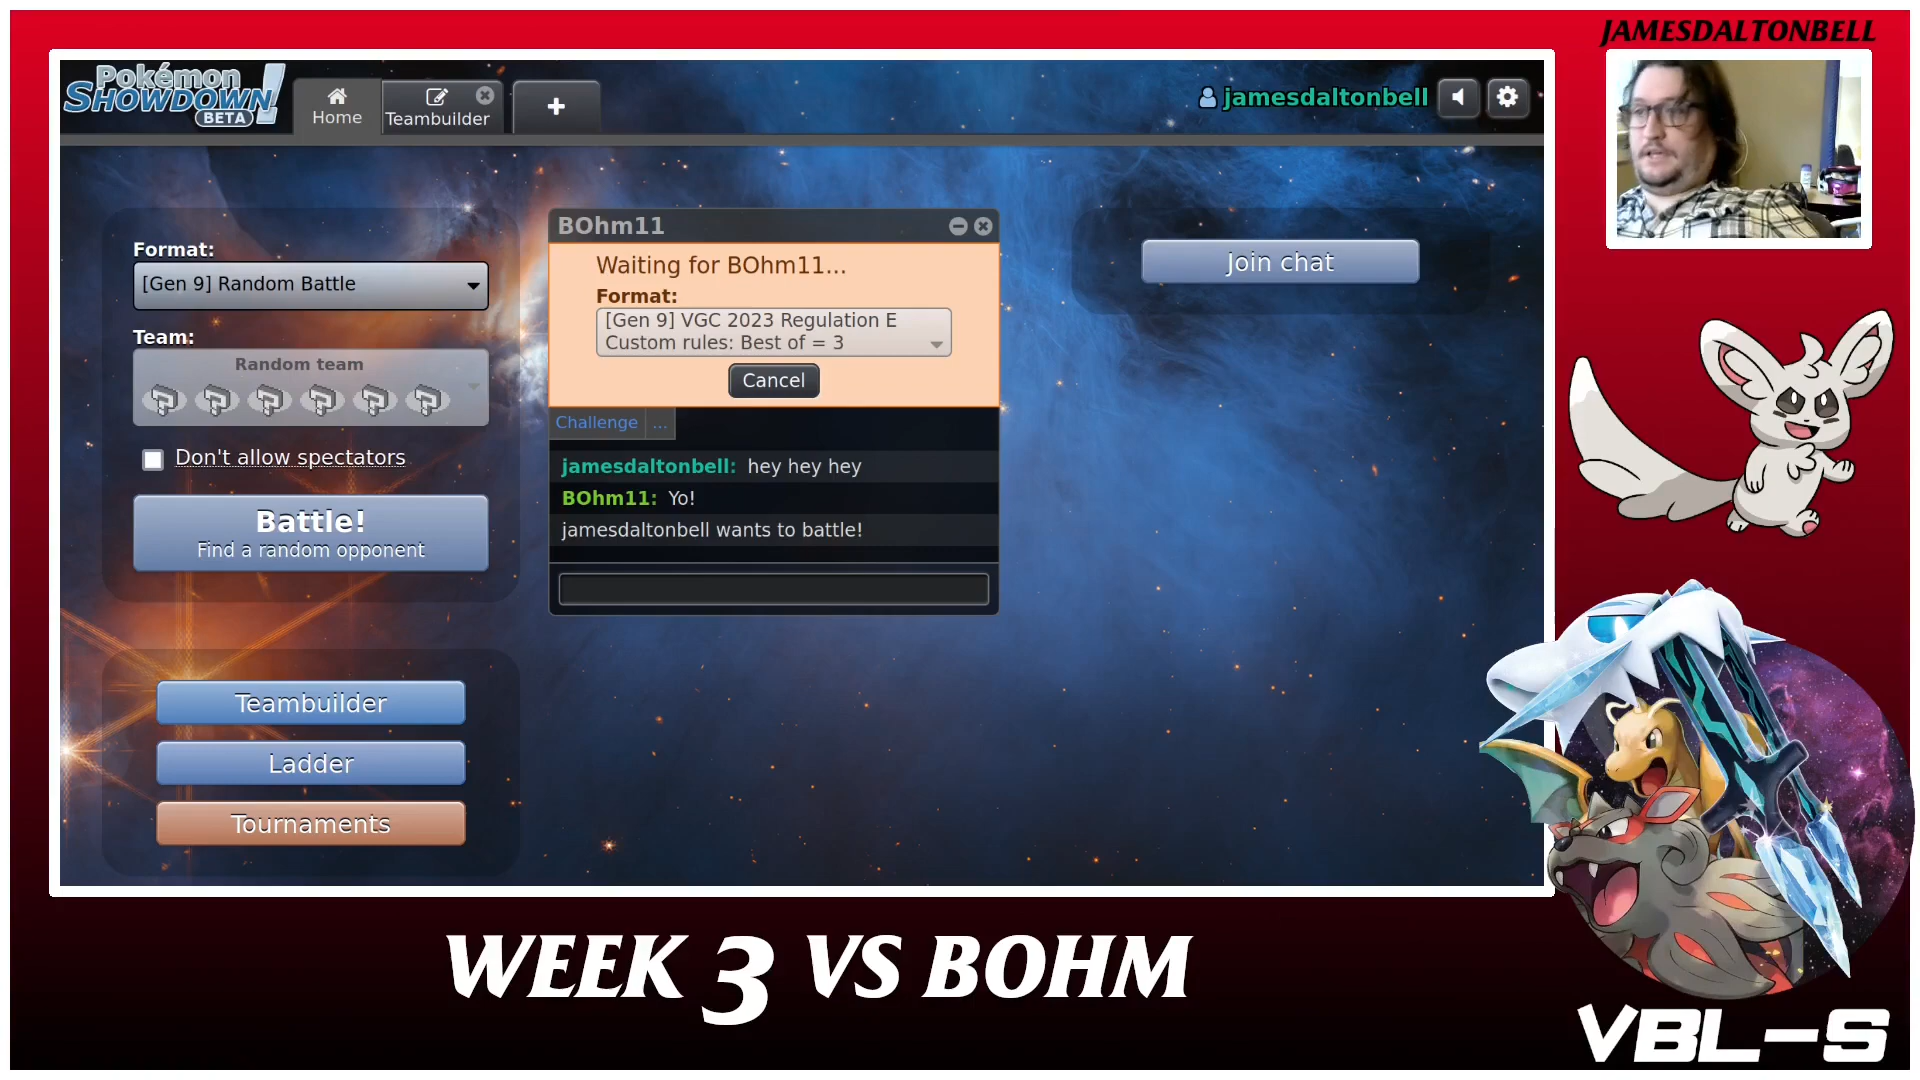 JAMESDALTONBELL
Pokémon
SHOWDOWN!
BETA
Home
Teambuilder
+
jamesdaltonbell
Format:
[Gen 9] Random Battle
Team:
Random team
? ? ? ? ? ?
Don't allow spectators
Battle!
Find a random opponent
Teambuilder
Ladder
Tournaments
BOhm11
Waiting for BOhm11...
Format:
[Gen 9] VGC 2023 Regulation E
Custom rules: Best of = 3
Cancel
Challenge ...
jamesdaltonbell: hey hey hey
BOhm11: Yo!
jamesdaltonbell wants to battle!
Join chat
WEEK 3 VS BOHM
VBL-S